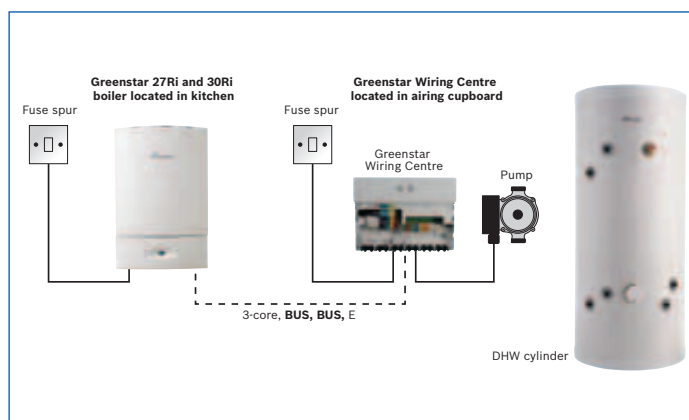 Greenstar 27Ri and 30Ri
boiler located in kitchen
Fuse spur
Greenstar Wiring Centre
located in airing cupboard
Fuse spur
Greenstar
Wiring Centre
Pump
3-core, BUS, BUS, E
DHW cylinder